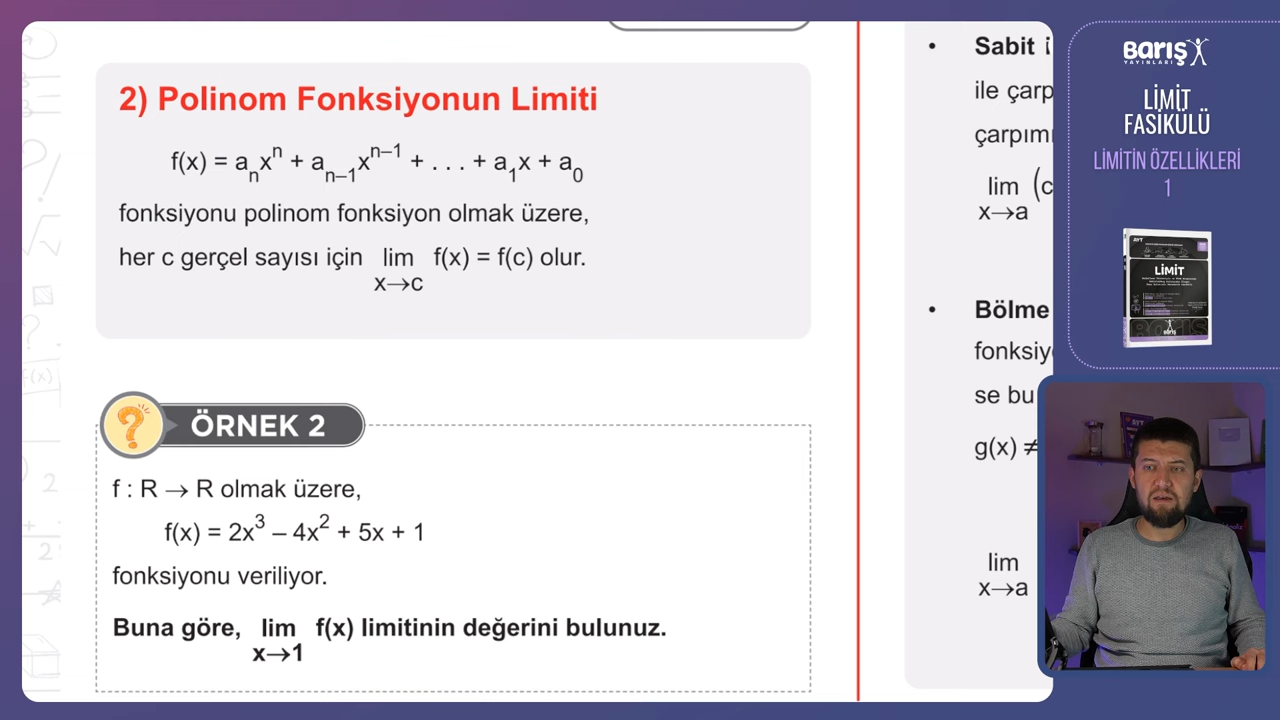 2) Polinom Fonksiyonun Limiti
f(x) = aₙxⁿ + aₙ₋₁xⁿ⁻¹ + . . . + a₁x + a₀
fonksiyonu polinom fonksiyon olmak üzere,
her c gerçel sayısı için lim f(x) = f(c) olur.
x→c
ÖRNEK 2
f : R → R olmak üzere,
f(x) = 2x³ – 4x² + 5x + 1
fonksiyonu veriliyor.
Buna göre, lim f(x) limitinin değerini bulunuz.
x→1
• Sabit
ile çarp
çarpım
lim (c
x→a
• Bölme
fonksiy
se bu
g(x) ≠
lim
x→a
BARIŞ
YAYINLARI
LİMİT
FASİKÜLÜ
LİMİTİN ÖZELLİKLERİ
1
AYT
LİMİT
BARIŞ